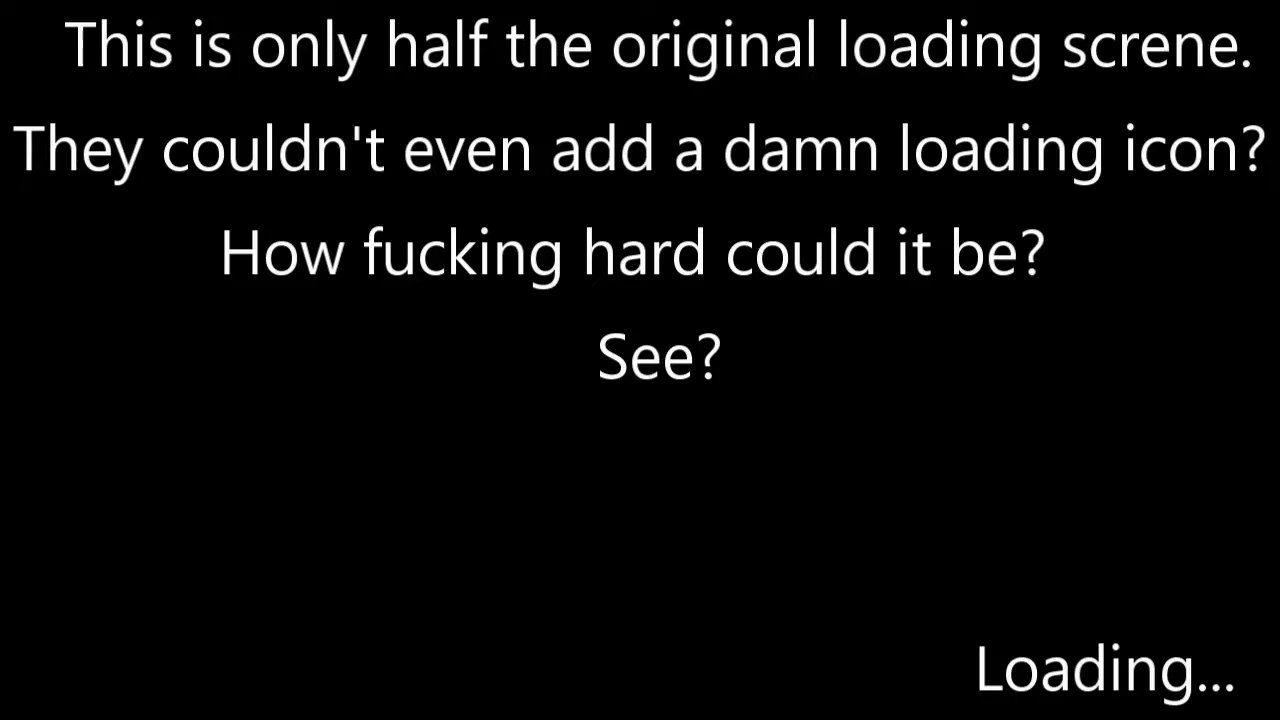 This is only half the original loading screne.
They couldn't even add a damn loading icon?
How fucking hard could it be?
See?
Loading...